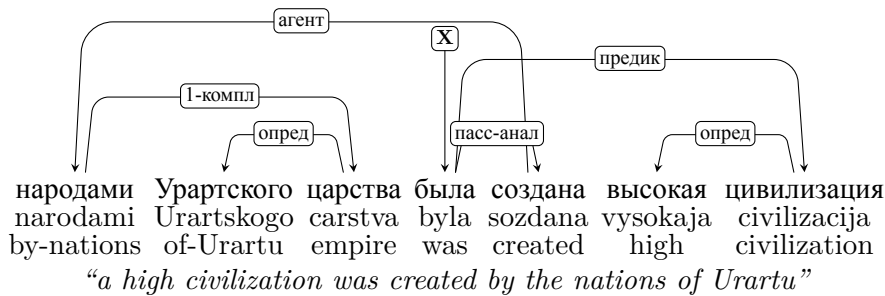 агент
X
предик
1-компл
опред
пасс-анал
опред
народами Урартского царства была создана высокая цивилизация
narodami Urartskogo carstva byla sozdana vysokaja civilizacija
by-nations of-Urartu empire was created high civilization
“a high civilization was created by the nations of Urartu”